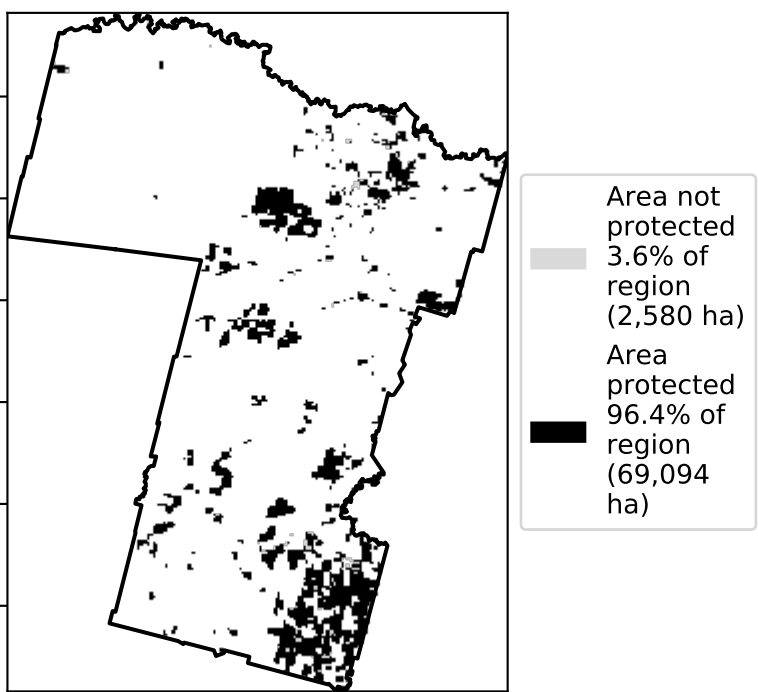 Area not
protected
3.6% of
region
(2,580 ha)
Area
protected
96.4% of
region
(69,094
ha)